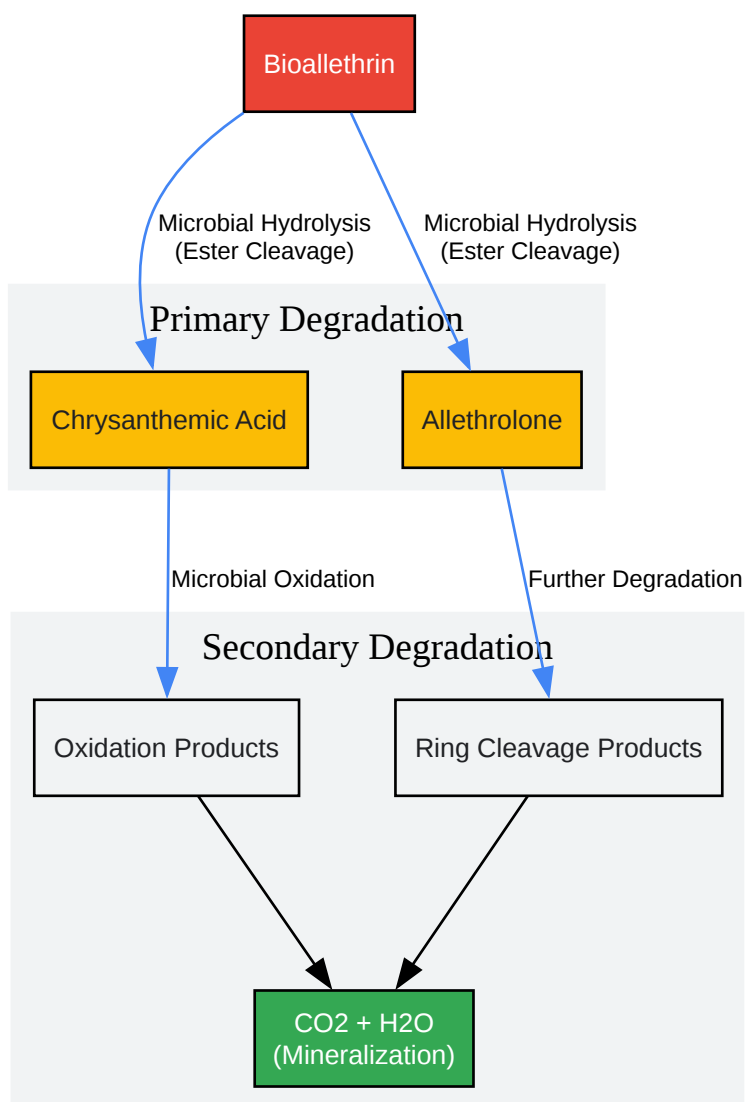 Bioallethrin
Microbial Hydrolysis
(Ester Cleavage)
Microbial Hydrolysis
(Ester Cleavage)
Primary Degradation
Chrysanthemic Acid
Allethrolone
Microbial Oxidation
Further Degradation
Secondary Degradation
Oxidation Products
Ring Cleavage Products
CO2 + H2O
(Mineralization)